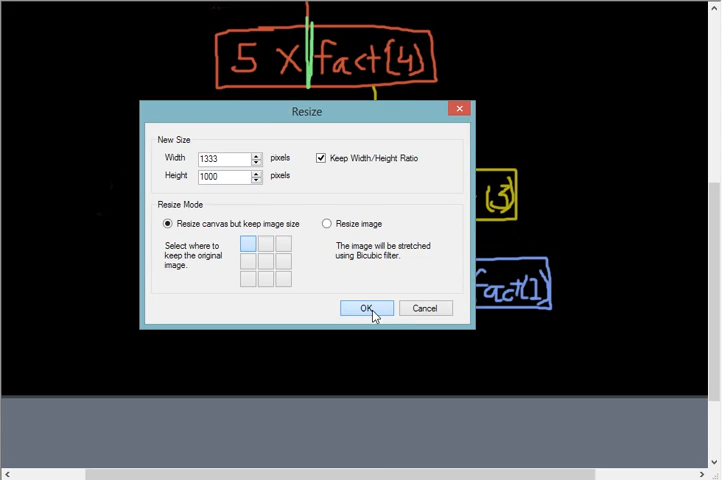 5 X fact(4)
Resize
New Size
Width 1333 pixels
Keep Width/Height Ratio
Height 1000 pixels
(3)
Resize Mode
Resize canvas but keep image size
Resize image
Select where to
keep the original
image.
The image will be stretched
using Bicubic filter.
fact(1)
OK
Cancel